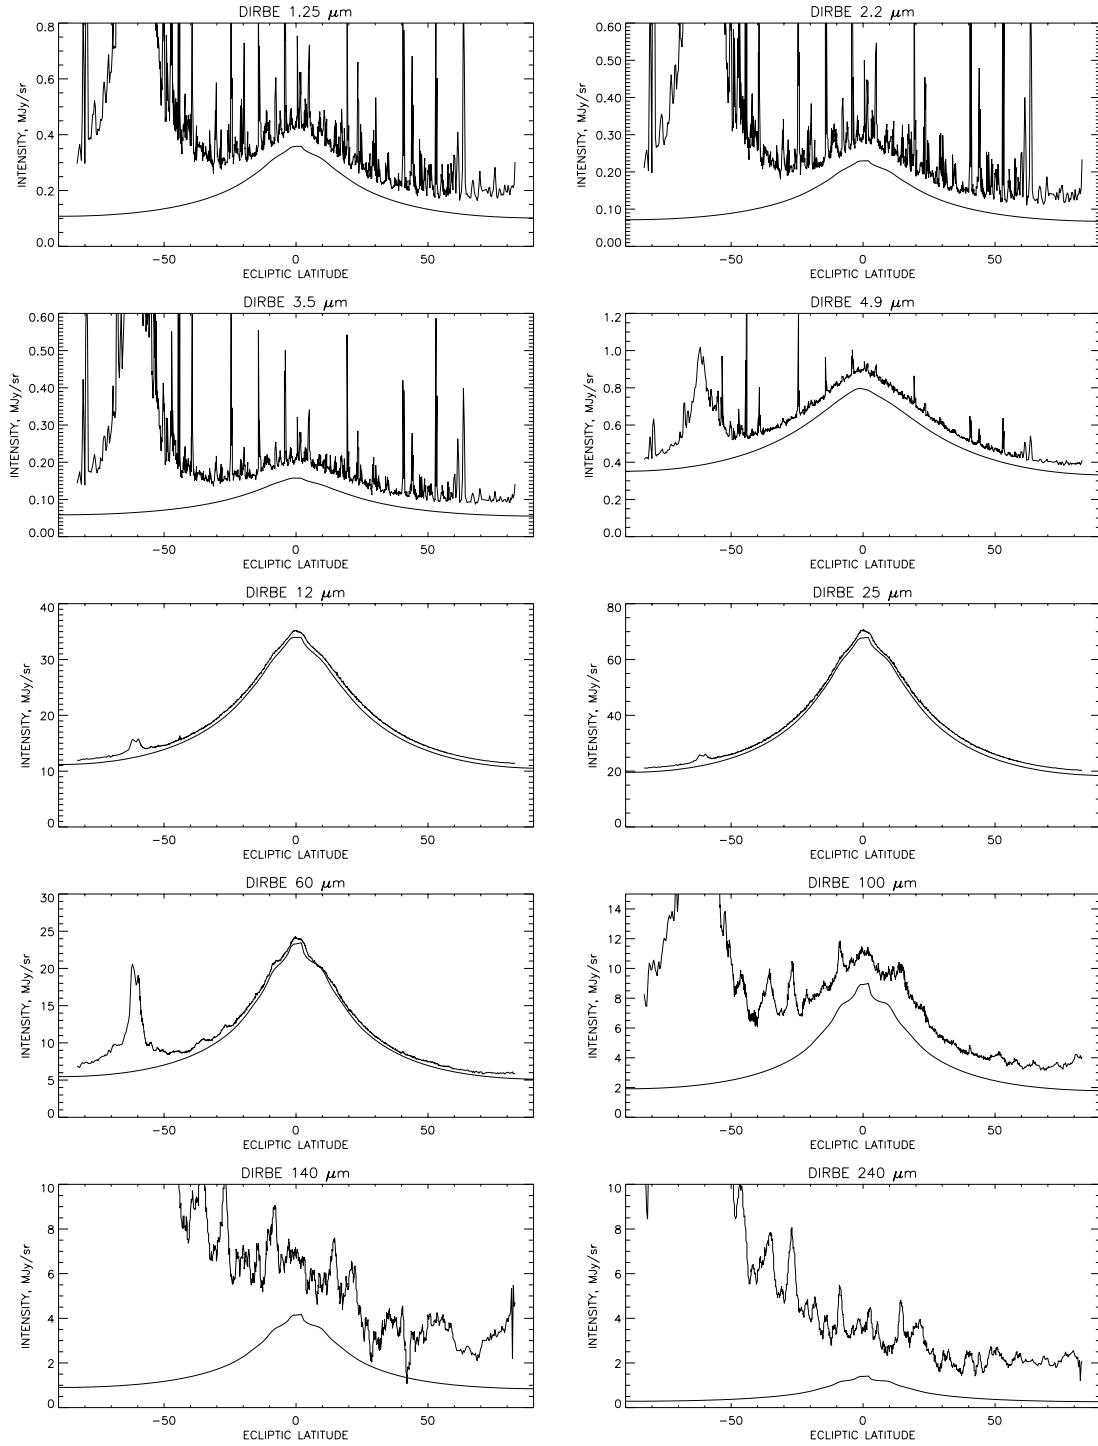 DIRBE 1.25 μm
INTENSITY, MJy/sr
0.8
0.6
0.4
0.2
0.0
−50 0 50
ECLIPTIC LATITUDE
DIRBE 2.2 μm
INTENSITY, MJy/sr
0.60
0.50
0.40
0.30
0.20
0.10
0.00
−50 0 50
ECLIPTIC LATITUDE
DIRBE 3.5 μm
INTENSITY, MJy/sr
0.60
0.50
0.40
0.30
0.20
0.10
0.00
−50 0 50
ECLIPTIC LATITUDE
DIRBE 4.9 μm
INTENSITY, MJy/sr
1.2
1.0
0.8
0.6
0.4
0.2
0.0
−50 0 50
ECLIPTIC LATITUDE
DIRBE 12 μm
INTENSITY, MJy/sr
40
30
20
10
0
−50 0 50
ECLIPTIC LATITUDE
DIRBE 25 μm
INTENSITY, MJy/sr
80
60
40
20
0
−50 0 50
ECLIPTIC LATITUDE
DIRBE 60 μm
INTENSITY, MJy/sr
30
25
20
15
10
5
0
−50 0 50
ECLIPTIC LATITUDE
DIRBE 100 μm
INTENSITY, MJy/sr
14
12
10
8
6
4
2
0
−50 0 50
ECLIPTIC LATITUDE
DIRBE 140 μm
INTENSITY, MJy/sr
10
8
6
4
2
0
−50 0 50
ECLIPTIC LATITUDE
DIRBE 240 μm
INTENSITY, MJy/sr
10
8
6
4
2
0
−50 0 50
ECLIPTIC LATITUDE